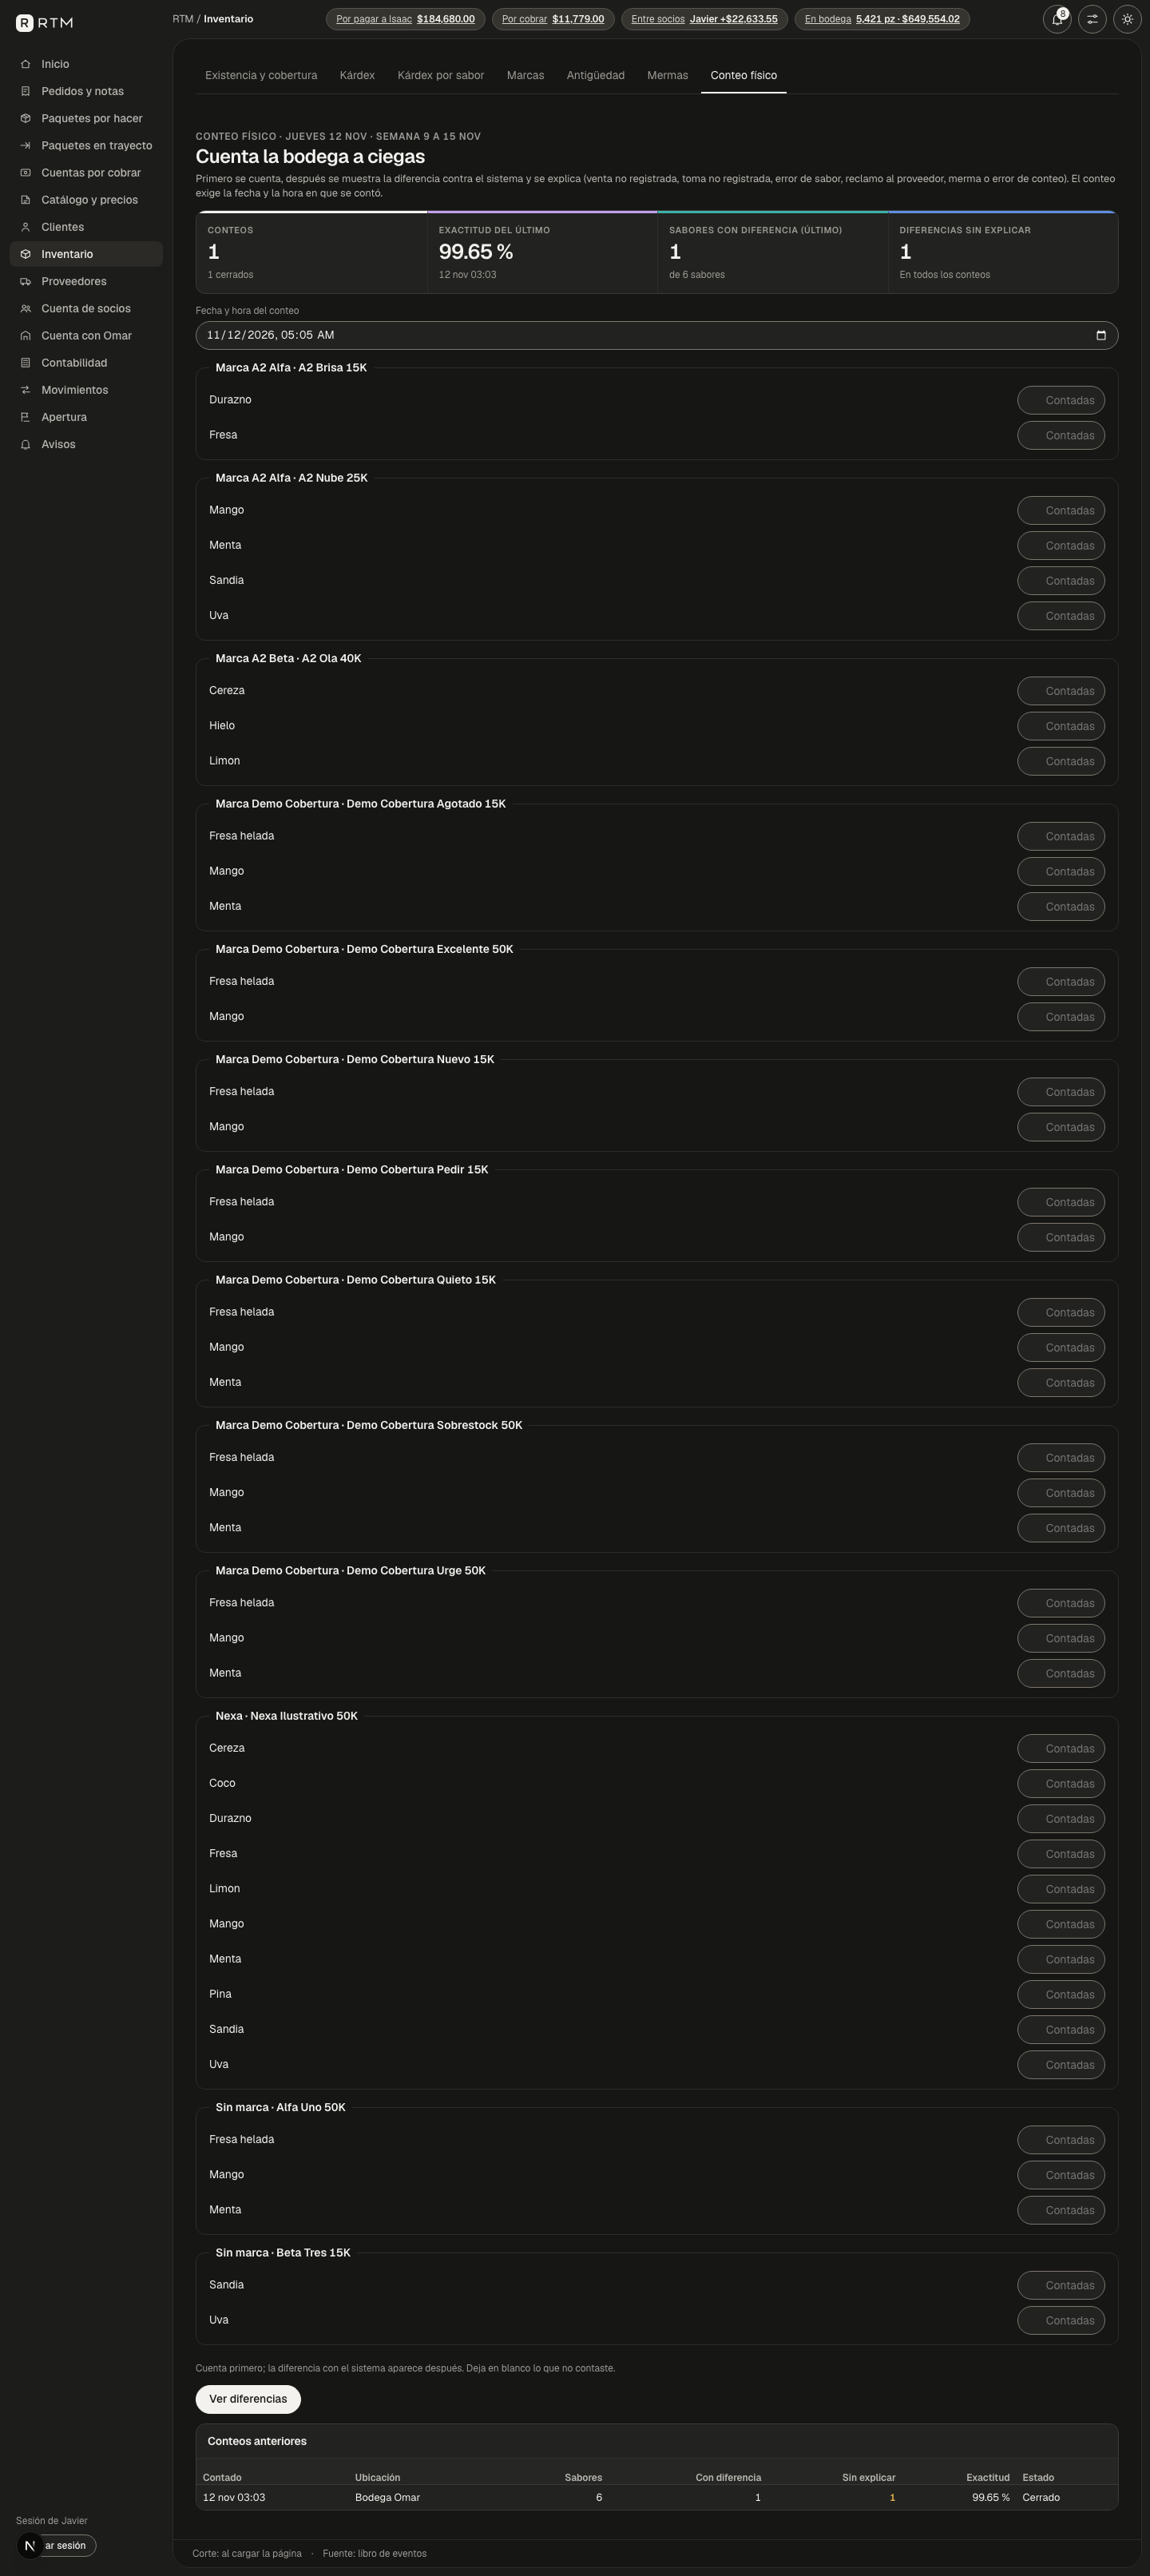 R RTM
RTM / Inventario
Por pagar a Isaac $184,680.00
Por cobrar $11,779.00
Entre socios Javier +$22,633.55
En bodega 5,421 pz · $649,554.02
8
Inicio
Pedidos y notas
Paquetes por hacer
Paquetes en trayecto
Cuentas por cobrar
Catálogo y precios
Clientes
Inventario
Proveedores
Cuenta de socios
Cuenta con Omar
Contabilidad
Movimientos
Apertura
Avisos
Existencia y cobertura Kárdex Kárdex por sabor Marcas Antigüedad Mermas Conteo físico
CONTEO FÍSICO · JUEVES 12 NOV · SEMANA 9 A 15 NOV
Cuenta la bodega a ciegas
Primero se cuenta, después se muestra la diferencia contra el sistema y se explica (venta no registrada, toma no registrada, error de sabor, reclamo al proveedor, merma o error de conteo). El conteo
exige la fecha y la hora en que se contó.
CONTEOS
1
1 cerrados
EXACTITUD DEL ÚLTIMO
99.65 %
12 nov 03:03
SABORES CON DIFERENCIA (ÚLTIMO)
1
de 6 sabores
DIFERENCIAS SIN EXPLICAR
1
En todos los conteos
Fecha y hora del conteo
11/12/2026, 05:05 AM
Marca A2 Alfa · A2 Brisa 15K
Durazno Contadas
Fresa Contadas
Marca A2 Alfa · A2 Nube 25K
Mango Contadas
Menta Contadas
Sandia Contadas
Uva Contadas
Marca A2 Beta · A2 Ola 40K
Cereza Contadas
Hielo Contadas
Limon Contadas
Marca Demo Cobertura · Demo Cobertura Agotado 15K
Fresa helada Contadas
Mango Contadas
Menta Contadas
Marca Demo Cobertura · Demo Cobertura Excelente 50K
Fresa helada Contadas
Mango Contadas
Marca Demo Cobertura · Demo Cobertura Nuevo 15K
Fresa helada Contadas
Mango Contadas
Marca Demo Cobertura · Demo Cobertura Pedir 15K
Fresa helada Contadas
Mango Contadas
Marca Demo Cobertura · Demo Cobertura Quieto 15K
Fresa helada Contadas
Mango Contadas
Menta Contadas
Marca Demo Cobertura · Demo Cobertura Sobrestock 50K
Fresa helada Contadas
Mango Contadas
Menta Contadas
Marca Demo Cobertura · Demo Cobertura Urge 50K
Fresa helada Contadas
Mango Contadas
Menta Contadas
Nexa · Nexa Ilustrativo 50K
Cereza Contadas
Coco Contadas
Durazno Contadas
Fresa Contadas
Limon Contadas
Mango Contadas
Menta Contadas
Pina Contadas
Sandia Contadas
Uva Contadas
Sin marca · Alfa Uno 50K
Fresa helada Contadas
Mango Contadas
Menta Contadas
Sin marca · Beta Tres 15K
Sandia Contadas
Uva Contadas
Cuenta primero; la diferencia con el sistema aparece después. Deja en blanco lo que no contaste.
Ver diferencias
Conteos anteriores
Contado Ubicación Sabores Con diferencia Sin explicar Exactitud Estado
12 nov 03:03 Bodega Omar 6 1 1 99.65 % Cerrado
Sesión de Javier
N ar sesión
Corte: al cargar la página · Fuente: libro de eventos